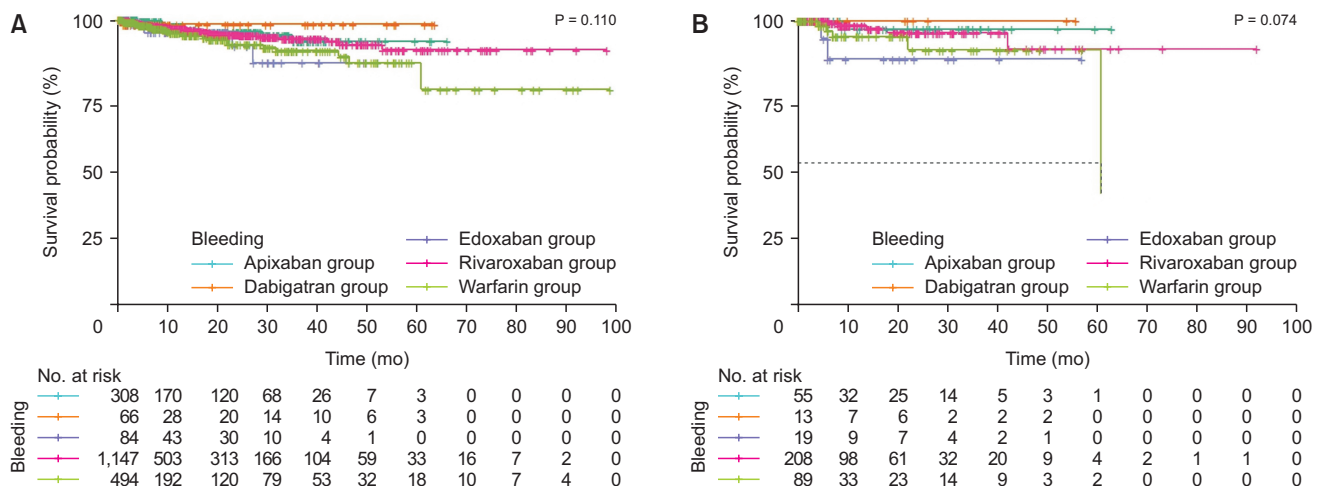 A
P = 0.110
Survival probability (%)
100
75
50
25
0 10 20 30 40 50 60 70 80 90 100
Time (mo)
Bleeding
Apixaban group
Dabigatran group
Edoxaban group
Rivaroxaban group
Warfarin group
No. at risk
Bleeding
308 170 120 68 26 7 3 0 0 0 0
66 28 20 14 10 6 3 0 0 0 0
84 43 30 10 4 1 0 0 0 0 0
1,147 503 313 166 104 59 33 16 7 2 0
494 192 120 79 53 32 18 10 7 4 0
B
P = 0.074
Survival probability (%)
100
75
50
25
0 10 20 30 40 50 60 70 80 90 100
Time (mo)
Bleeding
Apixaban group
Dabigatran group
Edoxaban group
Rivaroxaban group
Warfarin group
No. at risk
Bleeding
55 32 25 14 5 3 1 0 0 0 0
13 7 6 2 2 2 0 0 0 0 0
19 9 7 4 2 1 0 0 0 0 0
208 98 61 32 20 9 4 2 1 1 0
89 33 23 14 9 3 2 0 0 0 0